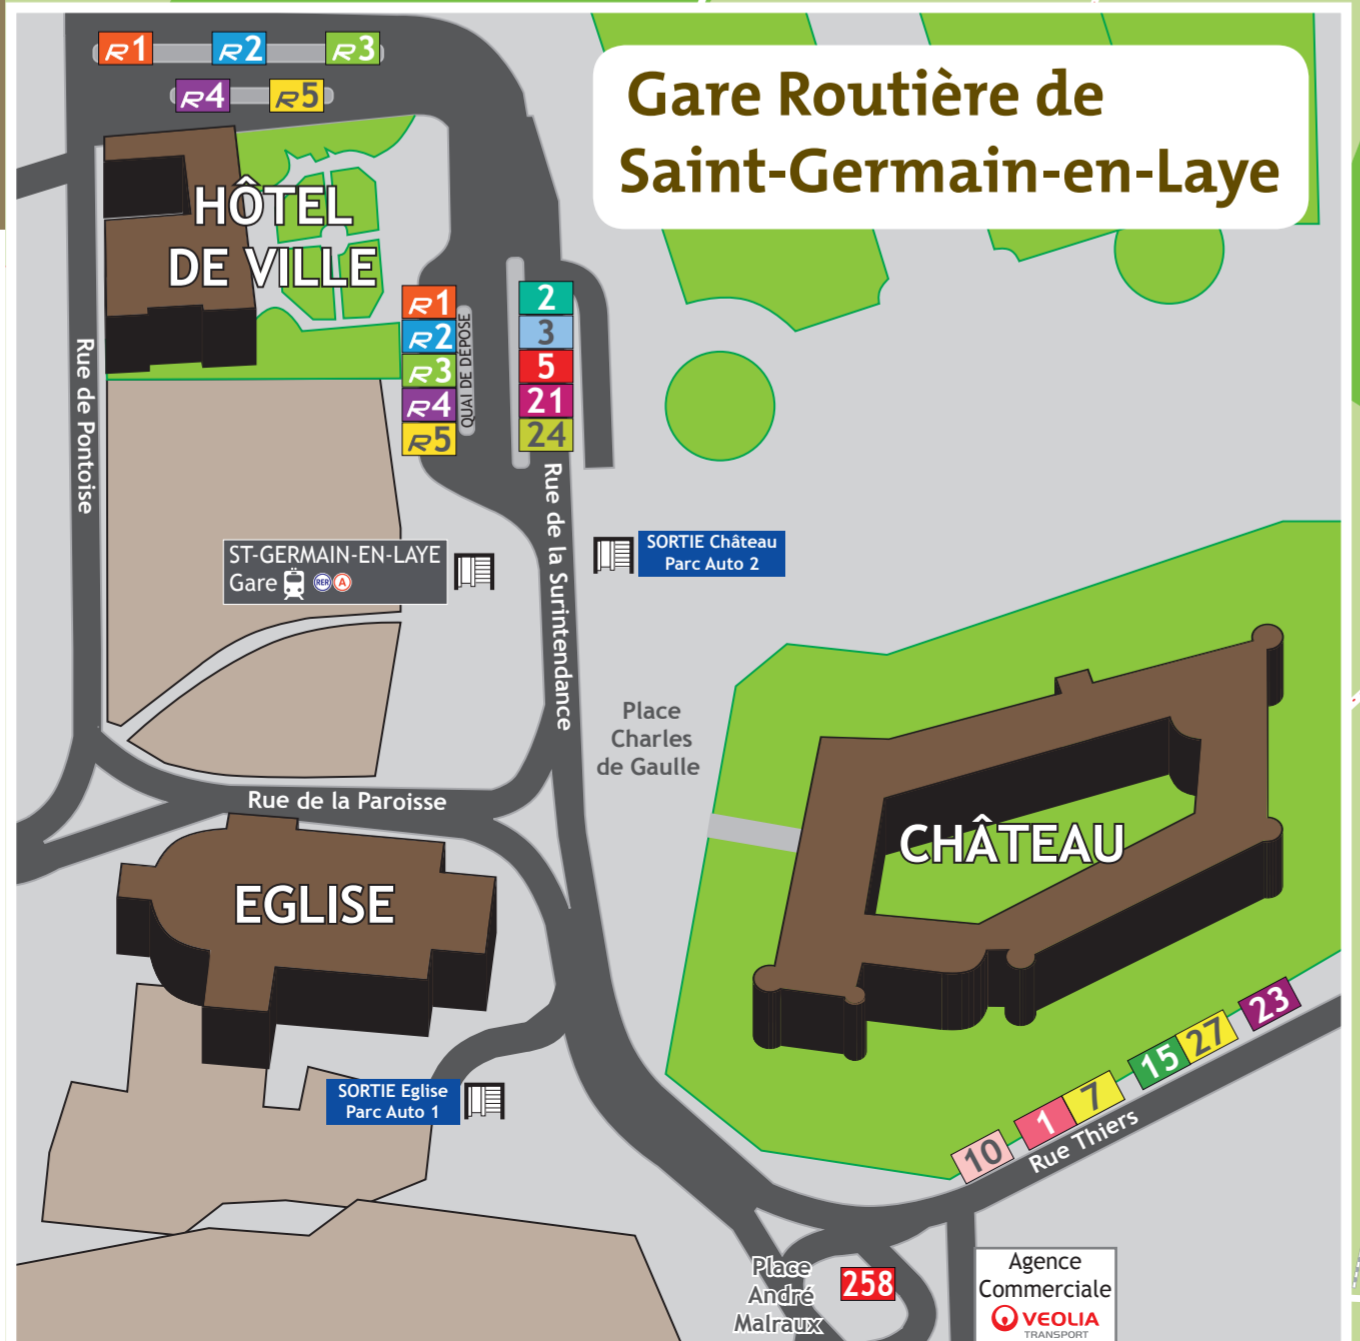 R1 R2 R3
R4 R5
Gare Routière de
Saint-Germain-en-Laye
HÔTEL
DE VILLE
R1
R2
R3
R4
R5
QUAI DE DÉPOSE
2
3
5
21
24
Rue de Pontoise
Rue de la Surintendance
ST-GERMAIN-EN-LAYE
Gare RER A
SORTIE Château
Parc Auto 2
Place
Charles
de Gaulle
Rue de la Paroisse
CHÂTEAU
EGLISE
SORTIE Eglise
Parc Auto 1
10 1 7 15 27 23
Rue Thiers
Place
André
Malraux
258
Agence
Commerciale
VEOLIA
TRANSPORT